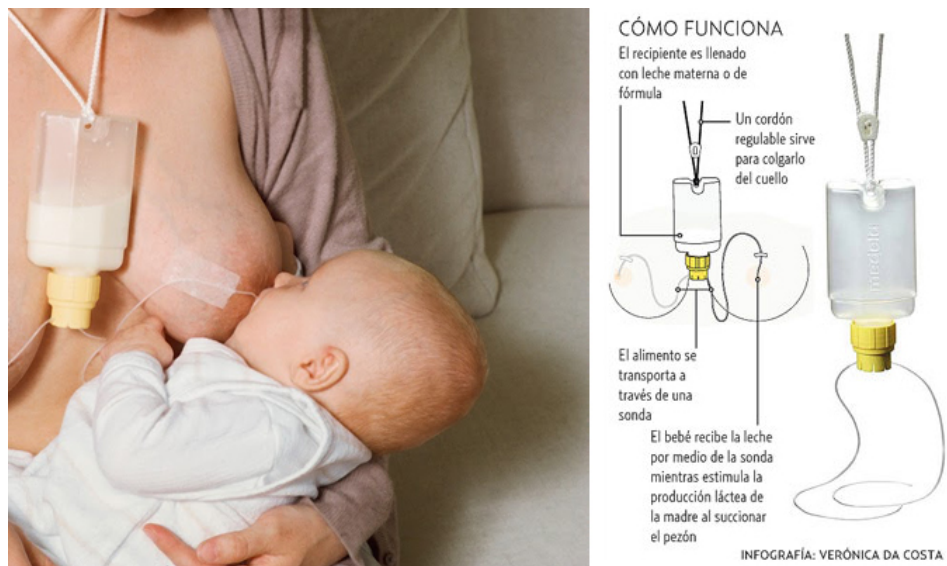 CÓMO FUNCIONA
El recipiente es llenado
con leche materna o de
fórmula
Un cordón
regulable sirve
para colgarlo
del cuello
medela
El alimento se
transporta a
través de una
sonda
El bebé recibe la leche
por medio de la sonda
mientras estimula la
producción láctea de
la madre al succionar
el pezón
INFOGRAFÍA: VERÓNICA DA COSTA